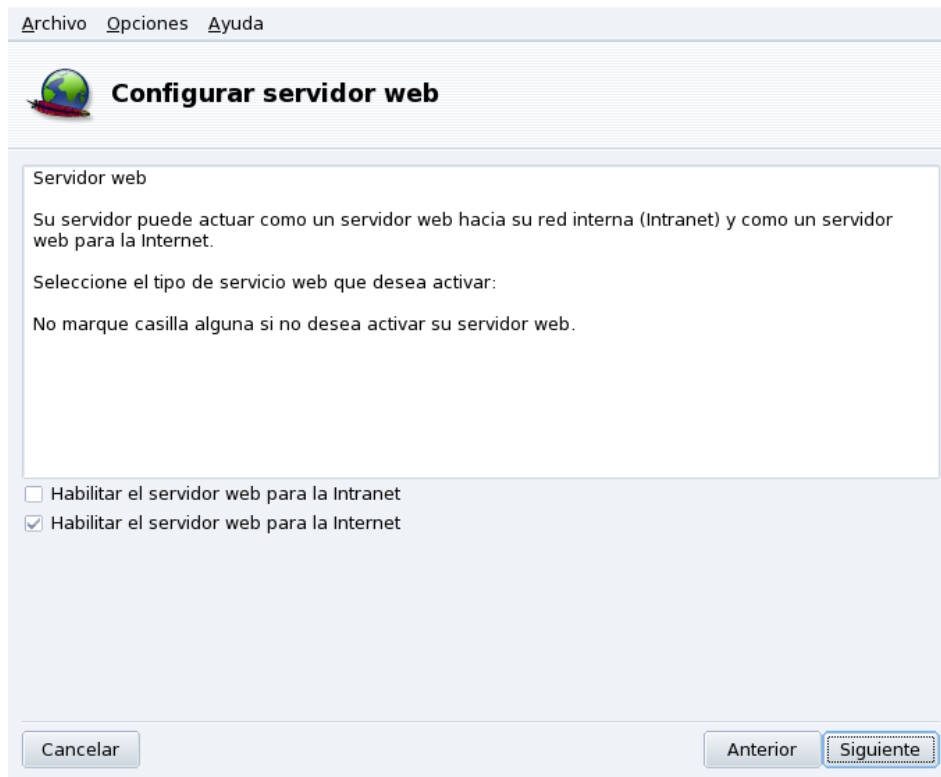 Archivo Opciones Ayuda
Configurar servidor web
Servidor web
Su servidor puede actuar como un servidor web hacia su red interna (Intranet) y como un servidor
web para la Internet.
Seleccione el tipo de servicio web que desea activar:
No marque casilla alguna si no desea activar su servidor web.
Habilitar el servidor web para la Intranet
Habilitar el servidor web para la Internet
Cancelar Anterior Siguiente